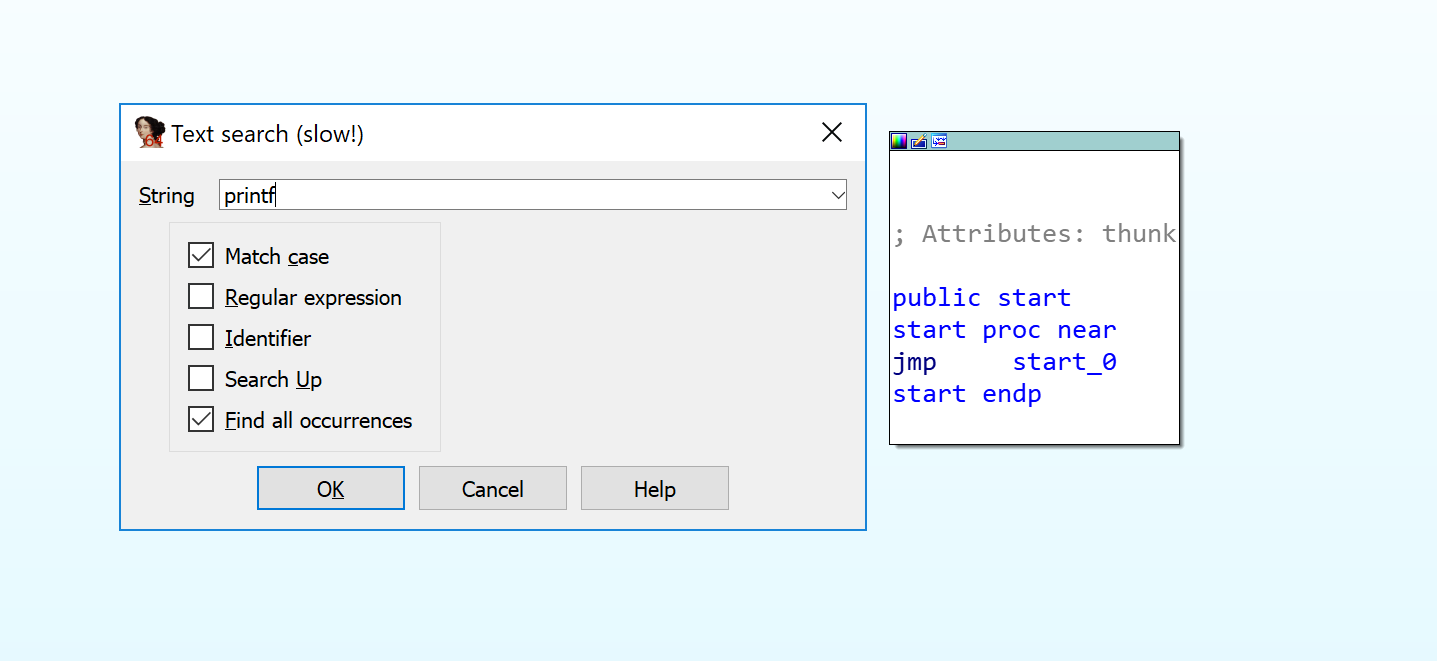 64
Text search (slow!)
String printf
Match case
Regular expression
Identifier
Search Up
Find all occurrences
OK Cancel Help
; Attributes: thunk
public start
start proc near
jmp     start_0
start endp